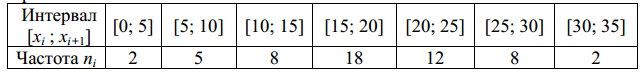 Интервал [xi ; xi+1] [0; 5] [5; 10] [10; 15] [15; 20] [20; 25] [25; 30] [30; 35]
Частота ni 2 5 8 18 12 8 2